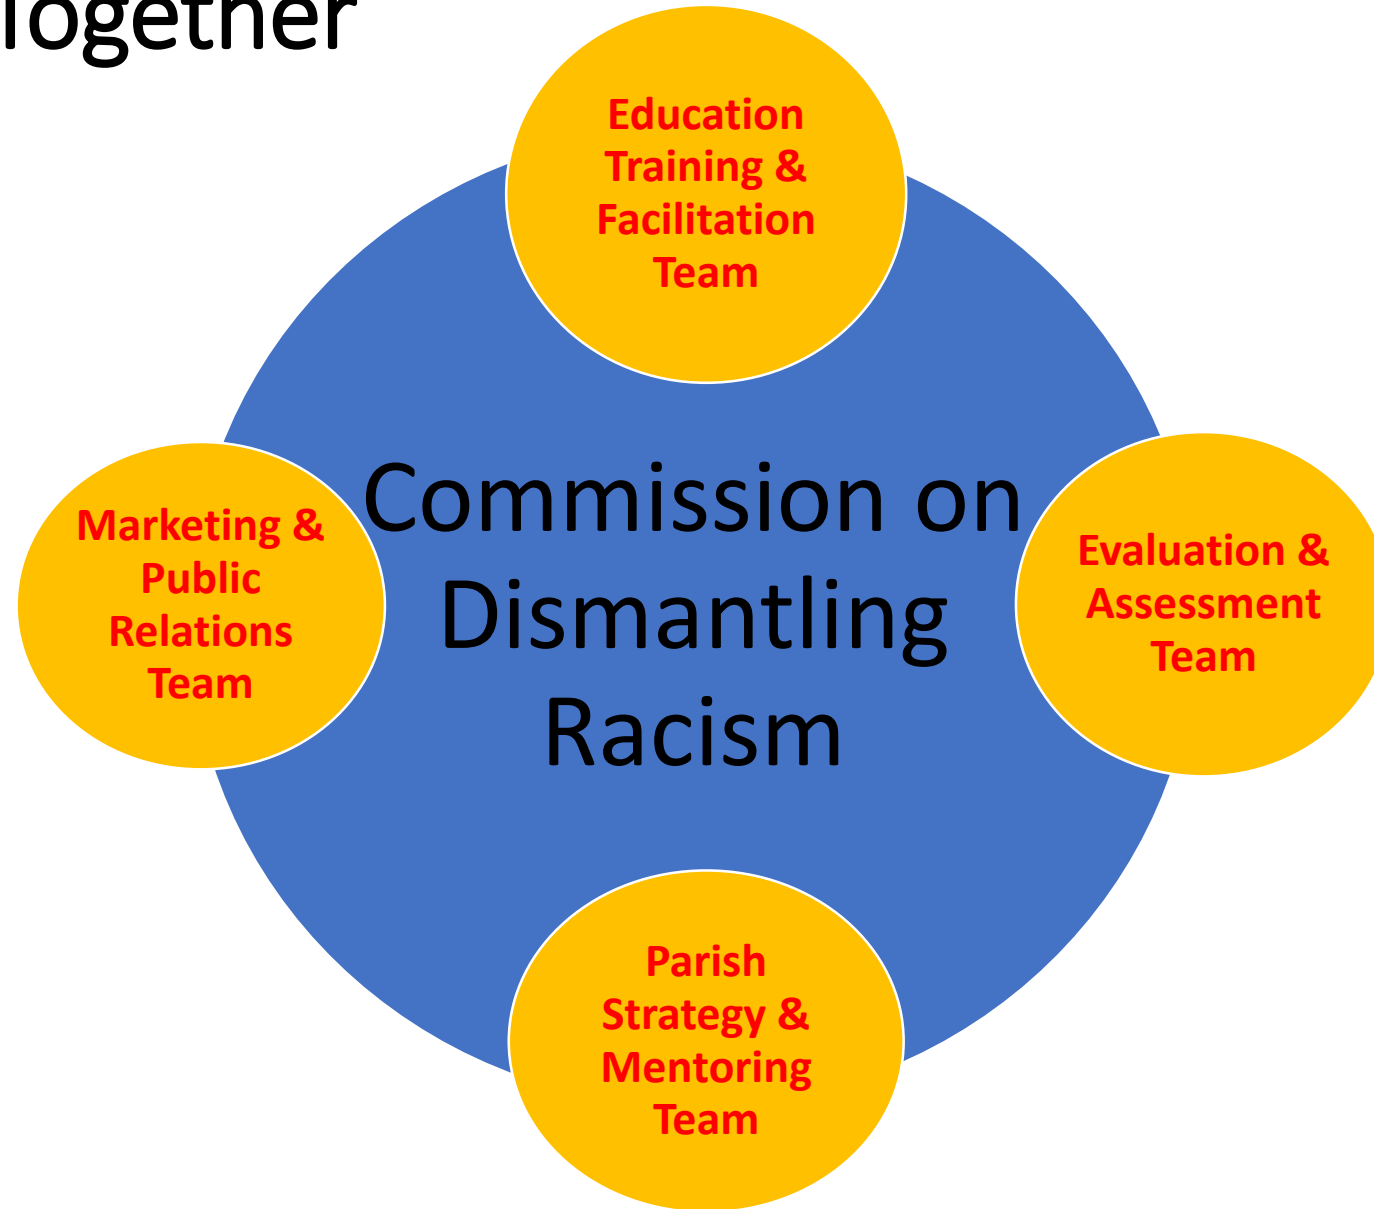 Together
Education
Training &
Facilitation
Team
Commission on
Dismantling
Racism
Marketing &
Public
Relations
Team
Evaluation &
Assessment
Team
Parish
Strategy &
Mentoring
Team